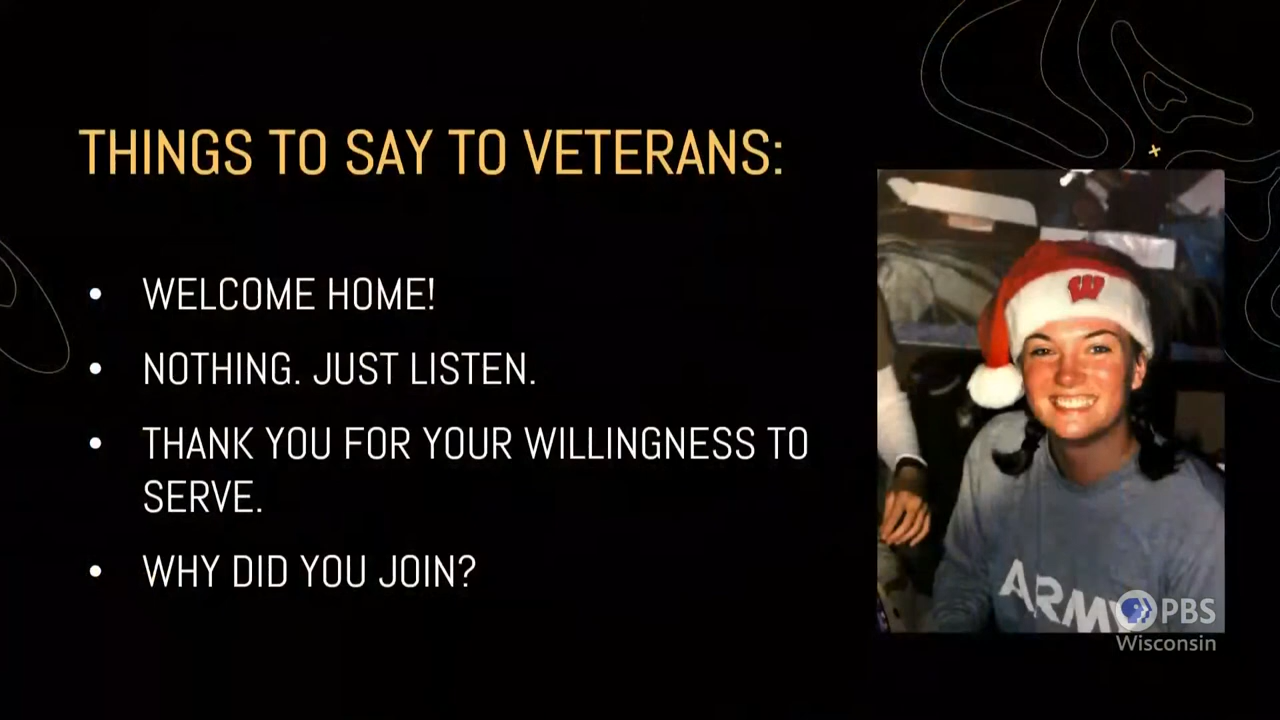 THINGS TO SAY TO VETERANS:
• WELCOME HOME!
• NOTHING. JUST LISTEN.
• THANK YOU FOR YOUR WILLINGNESS TO
SERVE.
• WHY DID YOU JOIN?
W
ARMY
PBS
Wisconsin